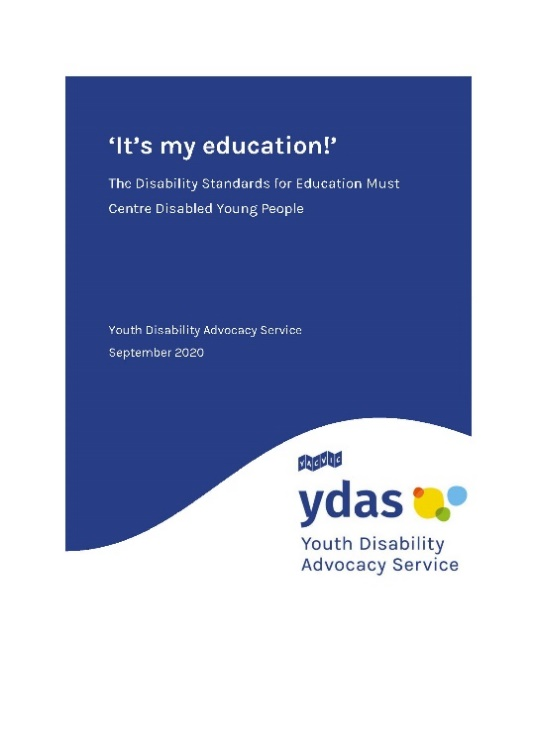 ‘It’s my education!’
The Disability Standards for Education Must
Centre Disabled Young People
Youth Disability Advocacy Service
September 2020
YACVIC
ydas
Youth Disability
Advocacy Service